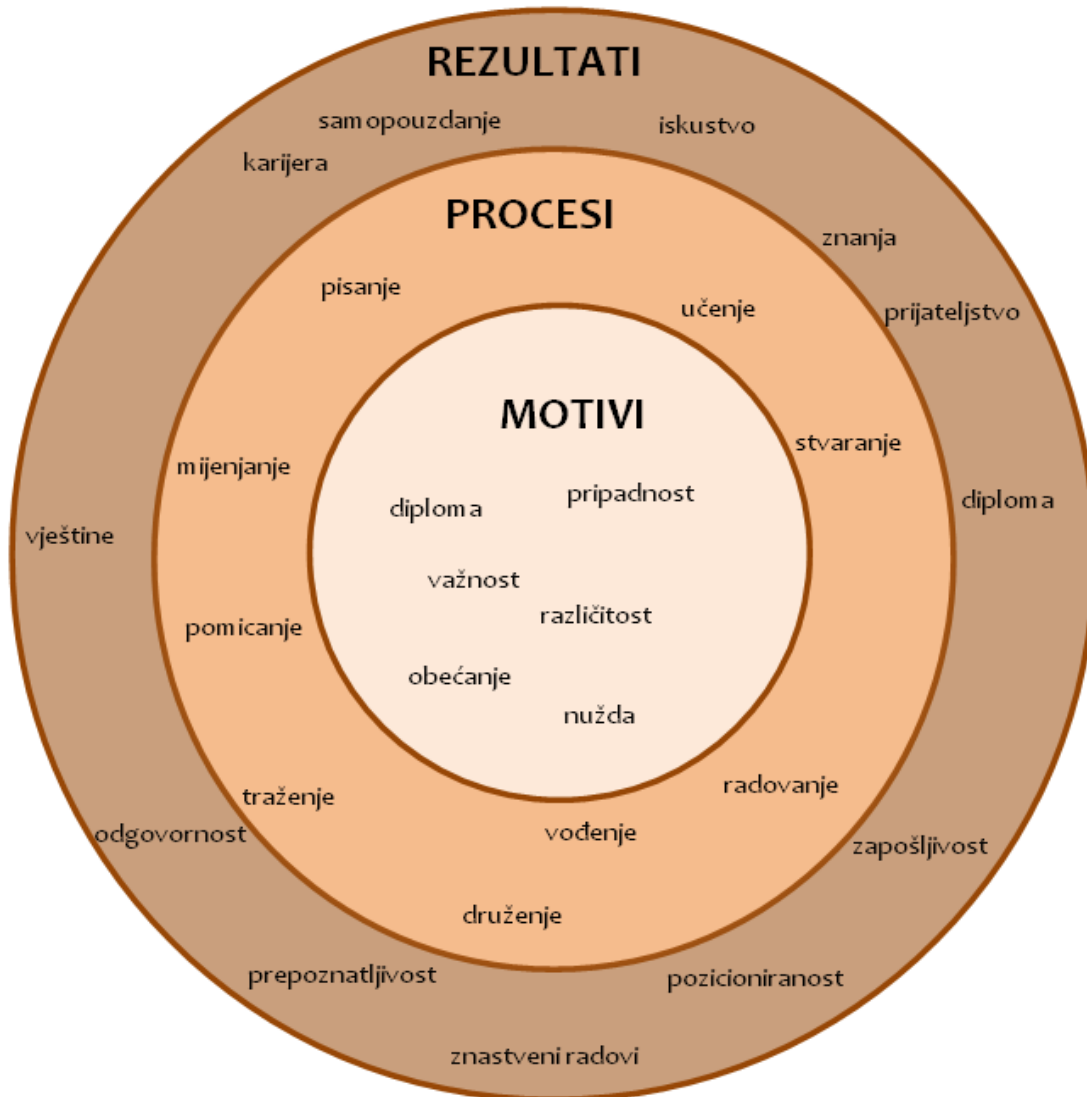 REZULTATI
samopouzdanje
iskustvo
karijera
znanja
prijateljstvo
diploma
vještine
odgovornost
zapošljivost
prepoznatljivost
pozicioniranost
znastveni radovi
PROCESI
pisanje
učenje
mijenjanje
stvaranje
pomicanje
traženje
radovanje
vođenje
druženje
MOTIVI
diploma
pripadnost
važnost
različitost
obećanje
nužda